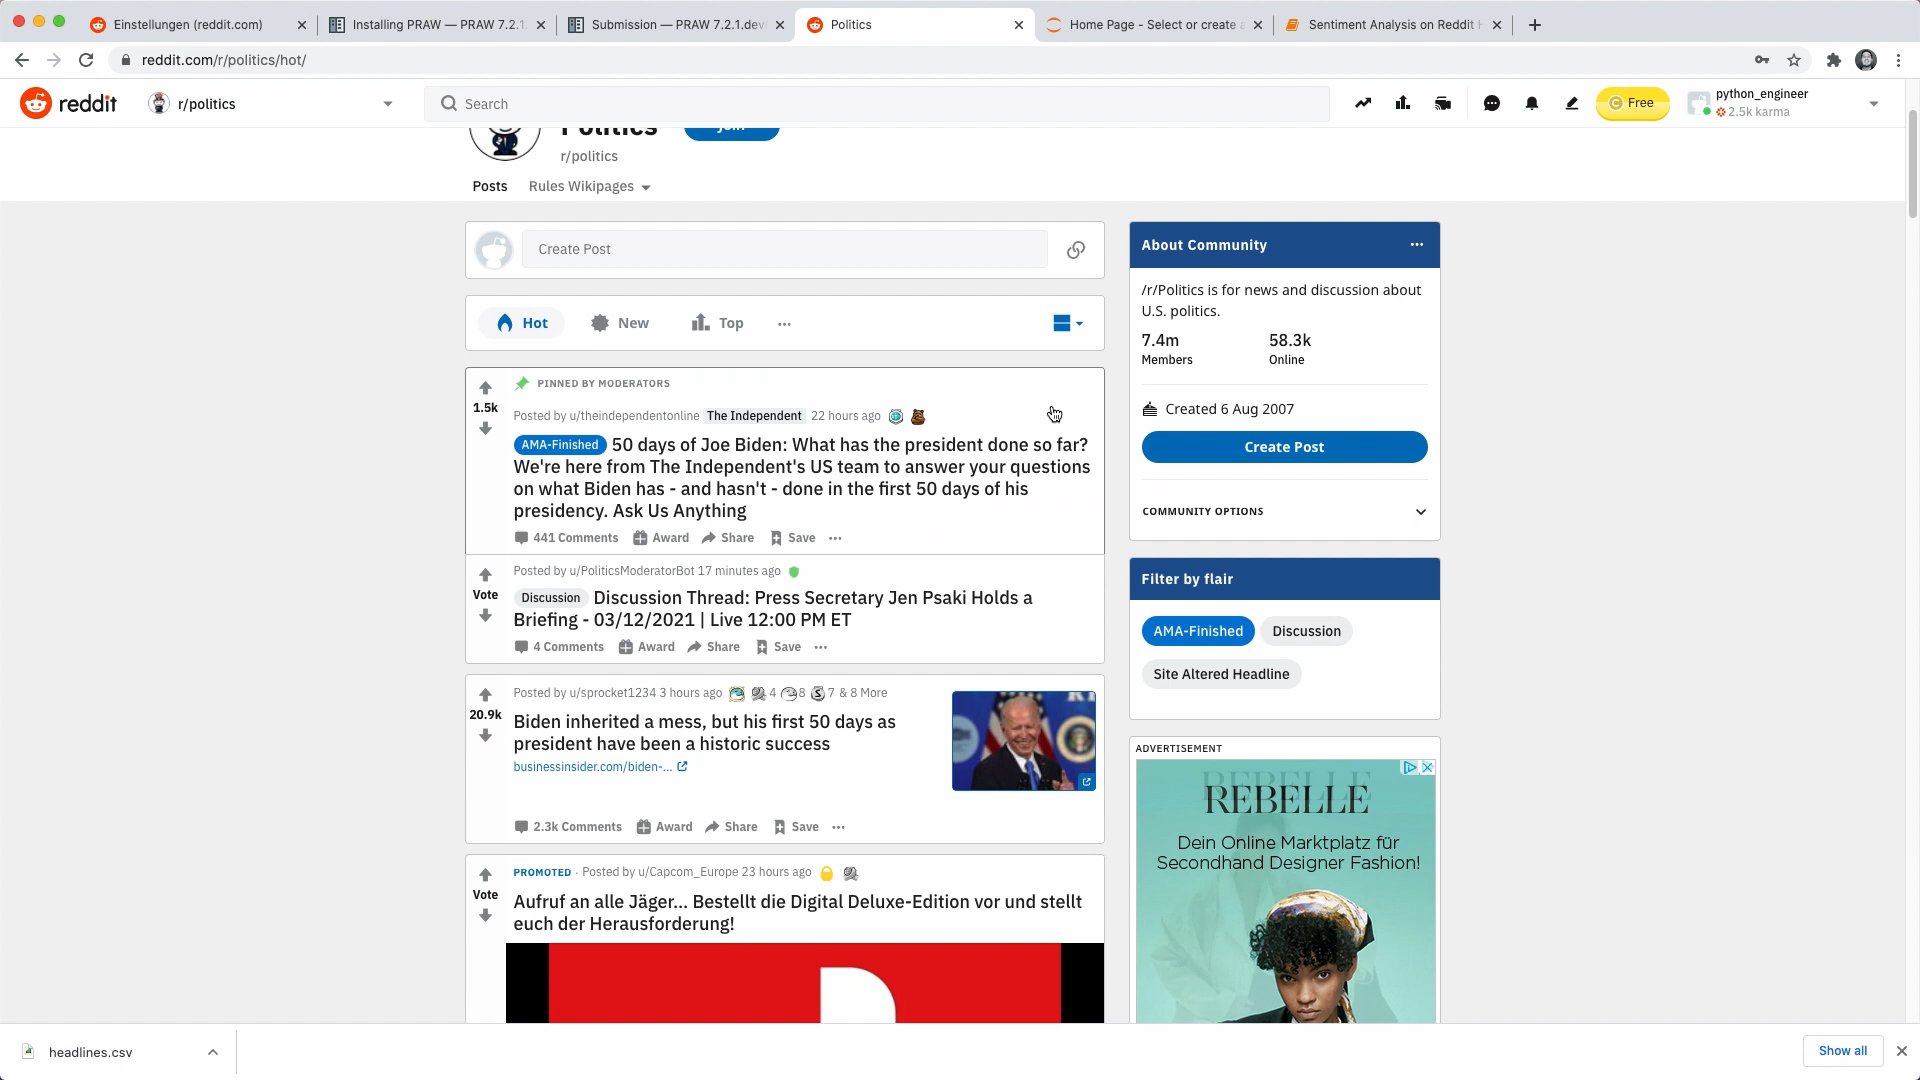 Einstellungen (reddit.com)
Installing PRAW — PRAW 7.2.1
Submission — PRAW 7.2.1.dev
Politics
Home Page - Select or create a
Sentiment Analysis on Reddit
reddit.com/r/politics/hot/
reddit
r/politics
Search
Free
python_engineer
2.5k karma
Politics
Join
r/politics
Posts
Rules Wikipages
Create Post
Hot
New
Top
PINNED BY MODERATORS
1.5k
Posted by u/theindependentonline The Independent 22 hours ago
AMA-Finished 50 days of Joe Biden: What has the president done so far?
We're here from The Independent's US team to answer your questions
on what Biden has - and hasn't - done in the first 50 days of his
presidency. Ask Us Anything
441 Comments Award Share Save
Posted by u/PoliticsModeratorBot 17 minutes ago
Vote
Discussion Discussion Thread: Press Secretary Jen Psaki Holds a
Briefing - 03/12/2021 | Live 12:00 PM ET
4 Comments Award Share Save
Posted by u/sprocket1234 3 hours ago 4 8 7 & 8 More
20.9k
Biden inherited a mess, but his first 50 days as
president have been a historic success
businessinsider.com/biden-...
2.3k Comments Award Share Save
PROMOTED · Posted by u/Capcom_Europe 23 hours ago
Vote
Aufruf an alle Jäger... Bestellt die Digital Deluxe-Edition vor und stellt
euch der Herausforderung!
About Community
/r/Politics is for news and discussion about
U.S. politics.
7.4m
Members
58.3k
Online
Created 6 Aug 2007
Create Post
COMMUNITY OPTIONS
Filter by flair
AMA-Finished
Discussion
Site Altered Headline
ADVERTISEMENT
REBELLE
Dein Online Marktplatz für
Secondhand Designer Fashion!
headlines.csv
Show all